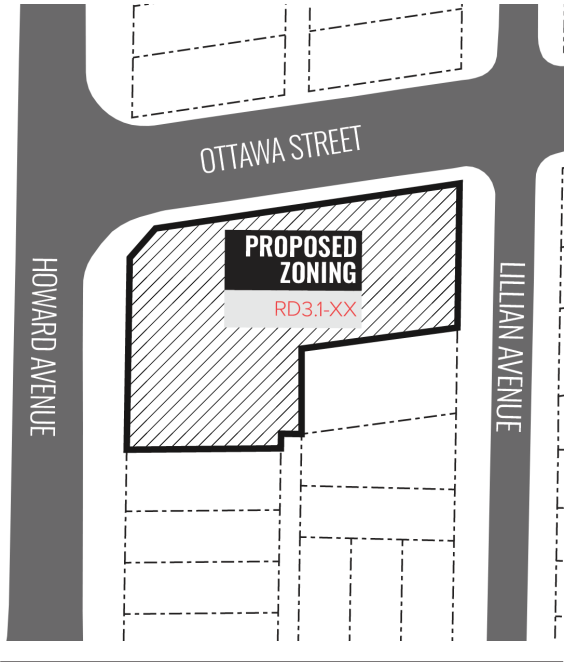 OTTAWA STREET
PROPOSED
ZONING
RD3.1-XX
HOWARD AVENUE
LILLIAN AVENUE